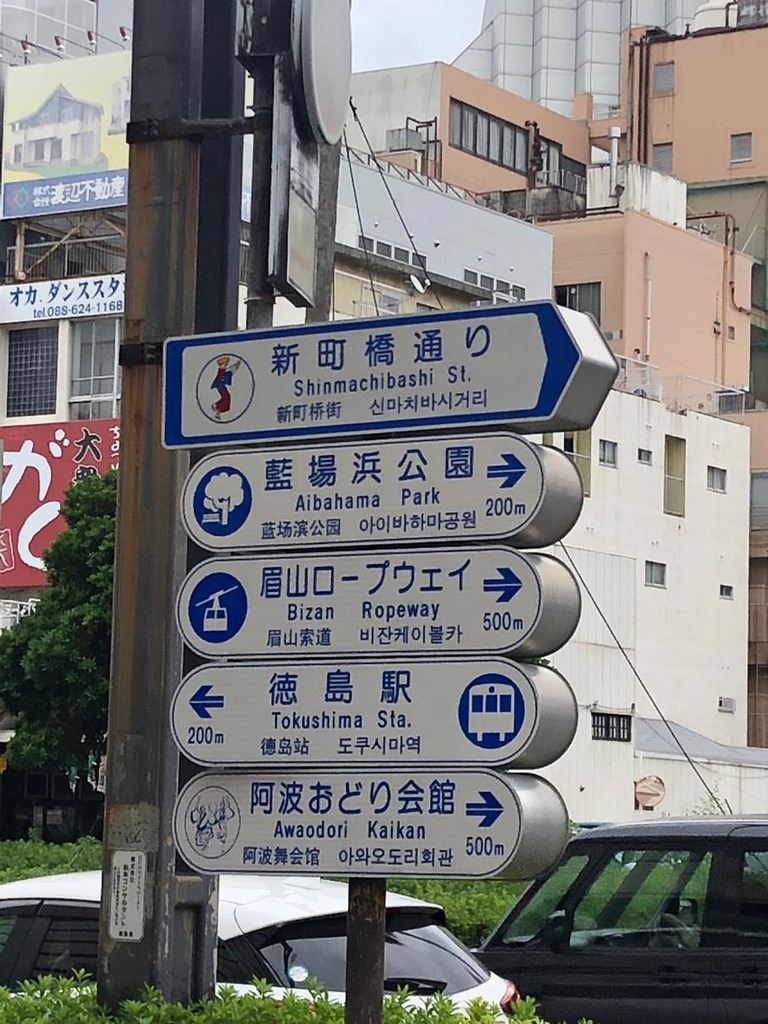 株式会社 渡辺不動産
オカ.ダンススタ
tel.088-624-1168
新町橋通り
Shinmachibashi St.
新町桥街 신마치바시거리
藍場浜公園
Aibahama Park
200m
蓝场滨公园 아이바하마공원
眉山ロープウェイ
Bizan Ropeway
500m
眉山索道 비잔케이블카
徳島駅
Tokushima Sta.
200m
德岛站 도쿠시마역
阿波おどり会館
Awaodori Kaikan
500m
阿波舞会馆 아와오도리회관